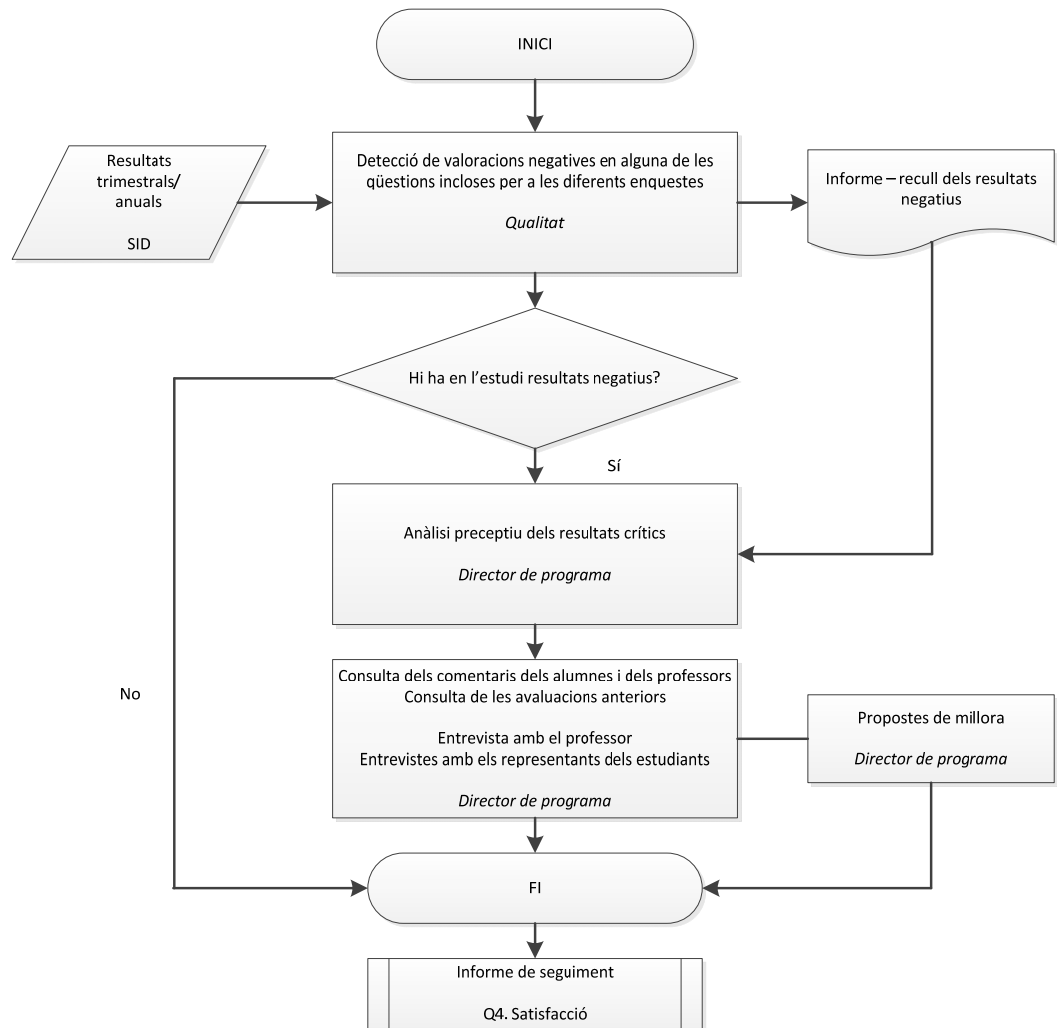 INICI
Resultats
trimestrals/
anuals
SID
Detecció de valoracions negatives en alguna de les
qüestions incloses per a les diferents enquestes
Qualitat
Informe – recull dels resultats
negatius
Hi ha en l'estudi resultats negatius?
Sí
Anàlisi preceptiu dels resultats crítics
Director de programa
No
Consulta dels comentaris dels alumnes i dels professors
Consulta de les avaluacions anteriors
Entrevista amb el professor
Entrevistes amb els representants dels estudiants
Director de programa
Propostes de millora
Director de programa
FI
Informe de seguiment
Q4. Satisfacció